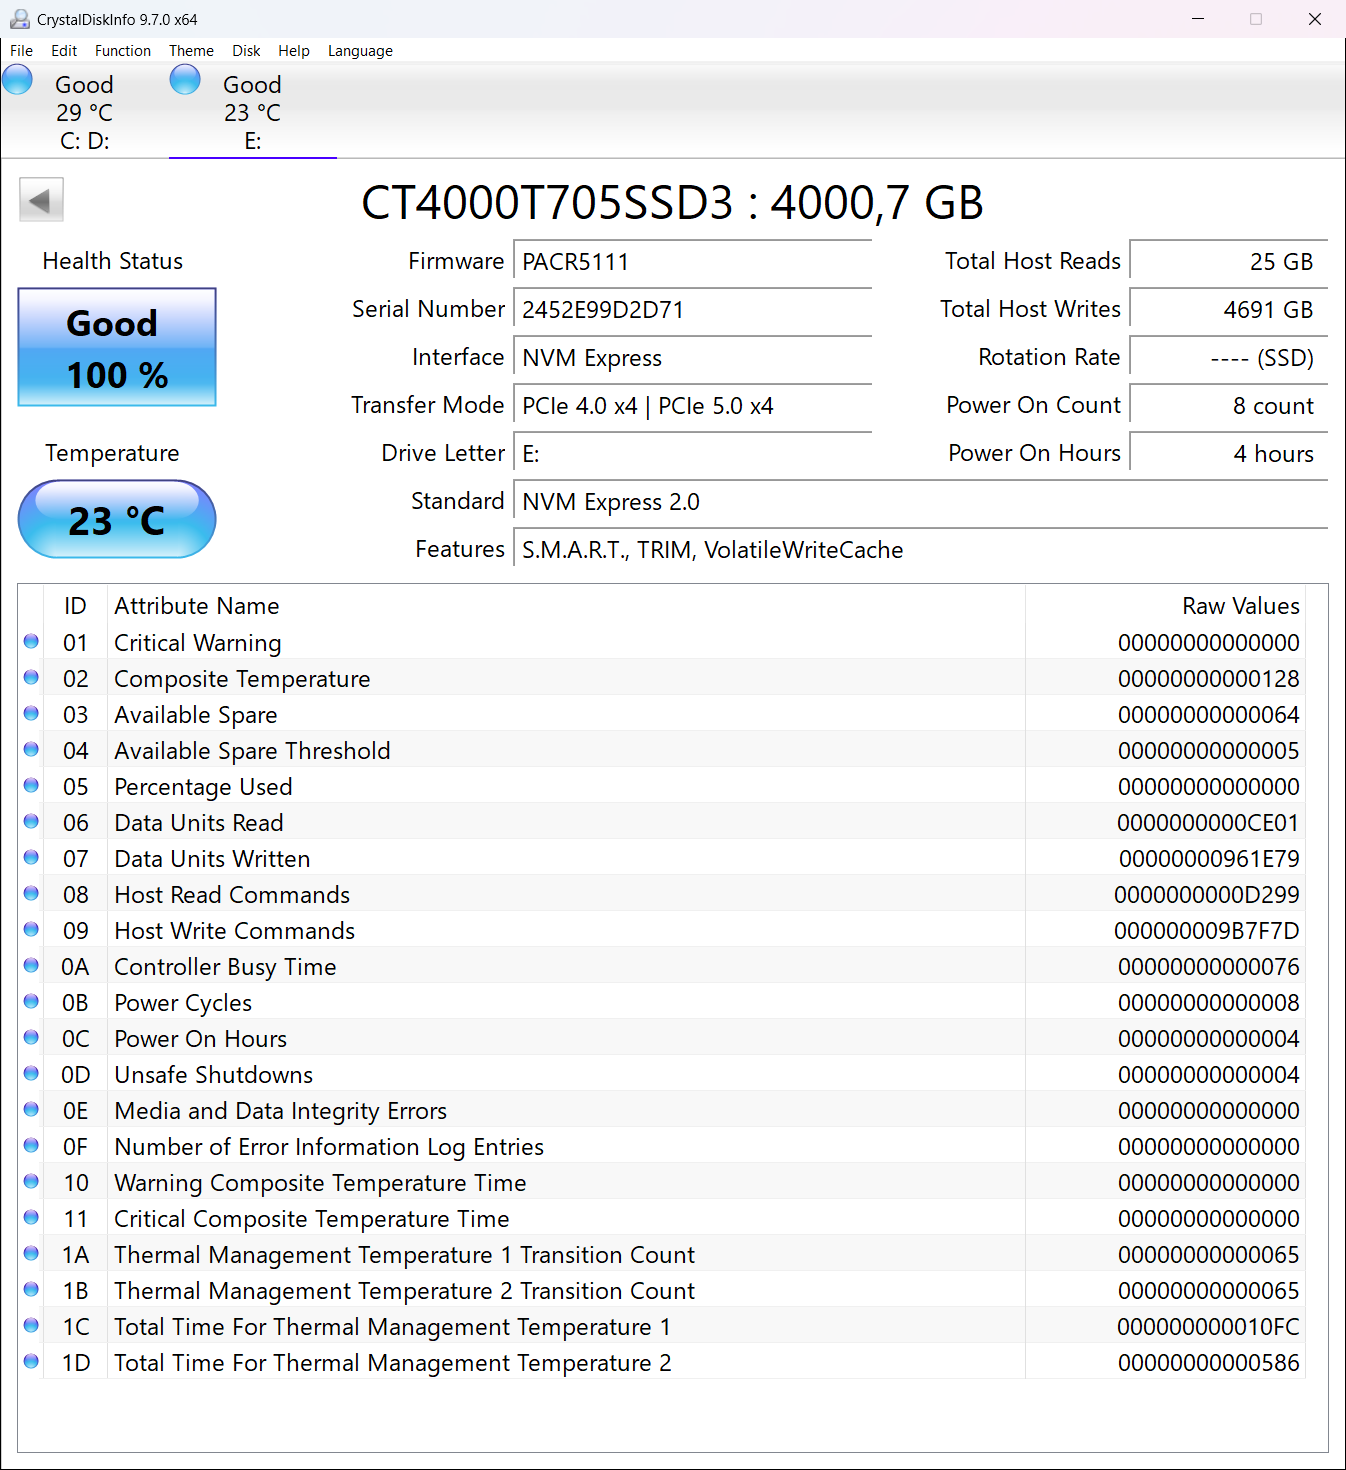 CrystalDiskInfo 9.7.0 x64
File Edit Function Theme Disk Help Language
Good Good
29 °C 23 °C
C: D: E:
CT4000T705SSD3 : 4000,7 GB
Health Status
Good
100 %
Temperature
23 °C
Firmware PACR5111
Serial Number 2452E99D2D71
Interface NVM Express
Transfer Mode PCIe 4.0 x4 | PCIe 5.0 x4
Drive Letter E:
Total Host Reads 25 GB
Total Host Writes 4691 GB
Rotation Rate ---- (SSD)
Power On Count 8 count
Power On Hours 4 hours
Standard NVM Express 2.0
Features S.M.A.R.T., TRIM, VolatileWriteCache
ID Attribute Name Raw Values
01 Critical Warning 00000000000000
02 Composite Temperature 00000000000128
03 Available Spare 00000000000064
04 Available Spare Threshold 00000000000005
05 Percentage Used 00000000000000
06 Data Units Read 0000000000CE01
07 Data Units Written 00000000961E79
08 Host Read Commands 0000000000D299
09 Host Write Commands 000000009B7F7D
0A Controller Busy Time 00000000000076
0B Power Cycles 00000000000008
0C Power On Hours 00000000000004
0D Unsafe Shutdowns 00000000000004
0E Media and Data Integrity Errors 00000000000000
0F Number of Error Information Log Entries 00000000000000
10 Warning Composite Temperature Time 00000000000000
11 Critical Composite Temperature Time 00000000000000
1A Thermal Management Temperature 1 Transition Count 00000000000065
1B Thermal Management Temperature 2 Transition Count 00000000000065
1C Total Time For Thermal Management Temperature 1 000000000010FC
1D Total Time For Thermal Management Temperature 2 00000000000586